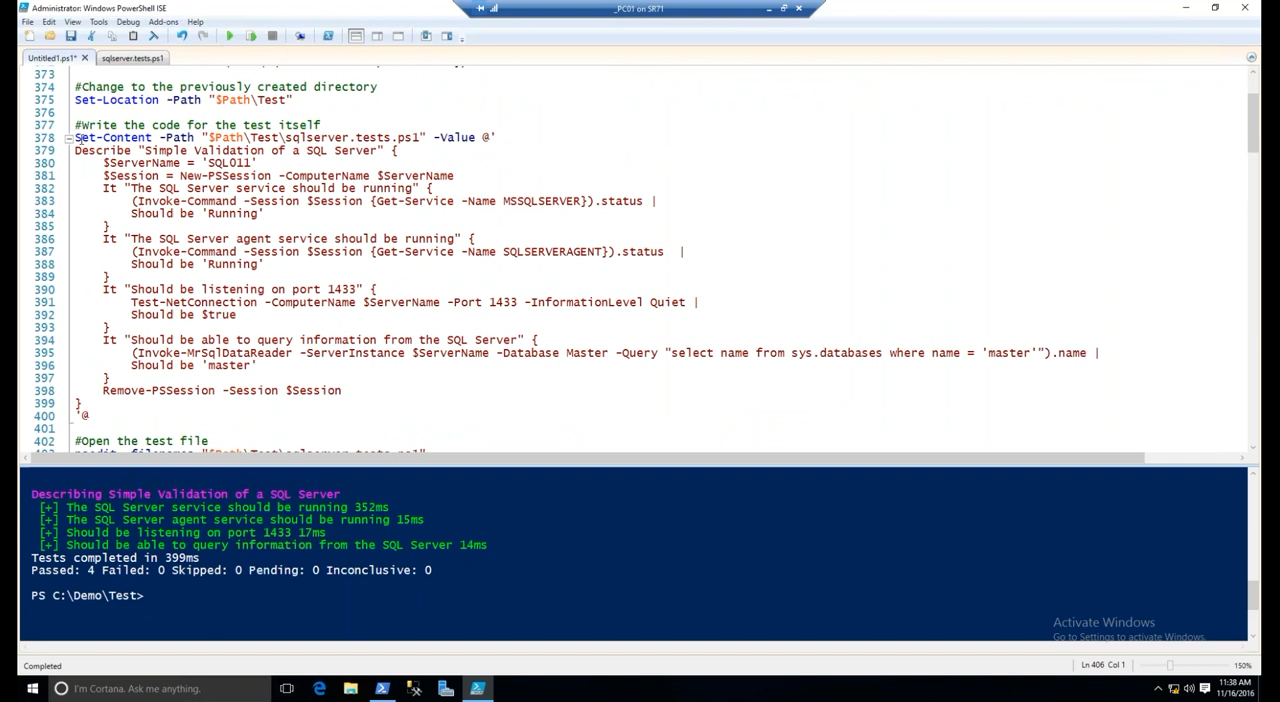 Administrator: Windows PowerShell ISE
_PC01 on SR71
File Edit View Tools Debug Add-ons Help
Untitled1.ps1* X sqlserver.tests.ps1
373
374 #Change to the previously created directory
375 Set-Location -Path "$Path\Test"
376
377 #Write the code for the test itself
378 Set-Content -Path "$Path\Test\sqlserver.tests.ps1" -Value @'
379 Describe "Simple Validation of a SQL Server" {
380 $ServerName = 'SQL011'
381 $Session = New-PSSession -ComputerName $ServerName
382 It "The SQL Server service should be running" {
383 (Invoke-Command -Session $Session {Get-Service -Name MSSQLSERVER}).status |
384 Should be 'Running'
385 }
386 It "The SQL Server agent service should be running" {
387 (Invoke-Command -Session $Session {Get-Service -Name SQLSERVERAGENT}).status |
388 Should be 'Running'
389 }
390 It "Should be listening on port 1433" {
391 Test-NetConnection -ComputerName $ServerName -Port 1433 -InformationLevel Quiet |
392 Should be $true
393 }
394 It "Should be able to query information from the SQL Server" {
395 (Invoke-MrSqlDataReader -ServerInstance $ServerName -Database Master -Query "select name from sys.databases where name = 'master'").name |
396 Should be 'master'
397 }
398 Remove-PSSession -Session $Session
399 }
400 '@
401
402 #Open the test file
Describing Simple Validation of a SQL Server
[+] The SQL Server service should be running 352ms
[+] The SQL Server agent service should be running 15ms
[+] Should be listening on port 1433 17ms
[+] Should be able to query information from the SQL Server 14ms
Tests completed in 399ms
Passed: 4 Failed: 0 Skipped: 0 Pending: 0 Inconclusive: 0
PS C:\Demo\Test>
Activate Windows
Go to Settings to activate Windows.
Completed
Ln 406 Col 1
150%
I'm Cortana. Ask me anything.
11:38 AM
11/16/2016